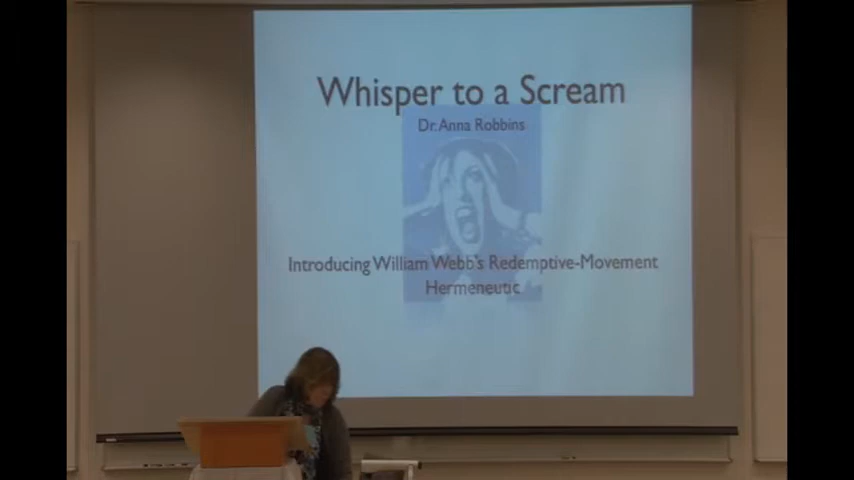 Whisper to a Scream
Dr. Anna Robbins
Introducing William Webb's Redemptive-Movement
Hermeneutic